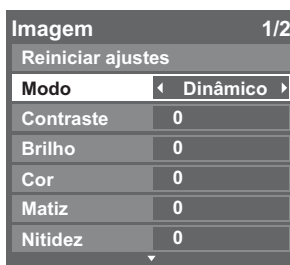 Imagem 1/2
Reiniciar ajustes
Modo Dinâmico
Contraste 0
Brilho 0
Cor 0
Matiz 0
Nitidez 0